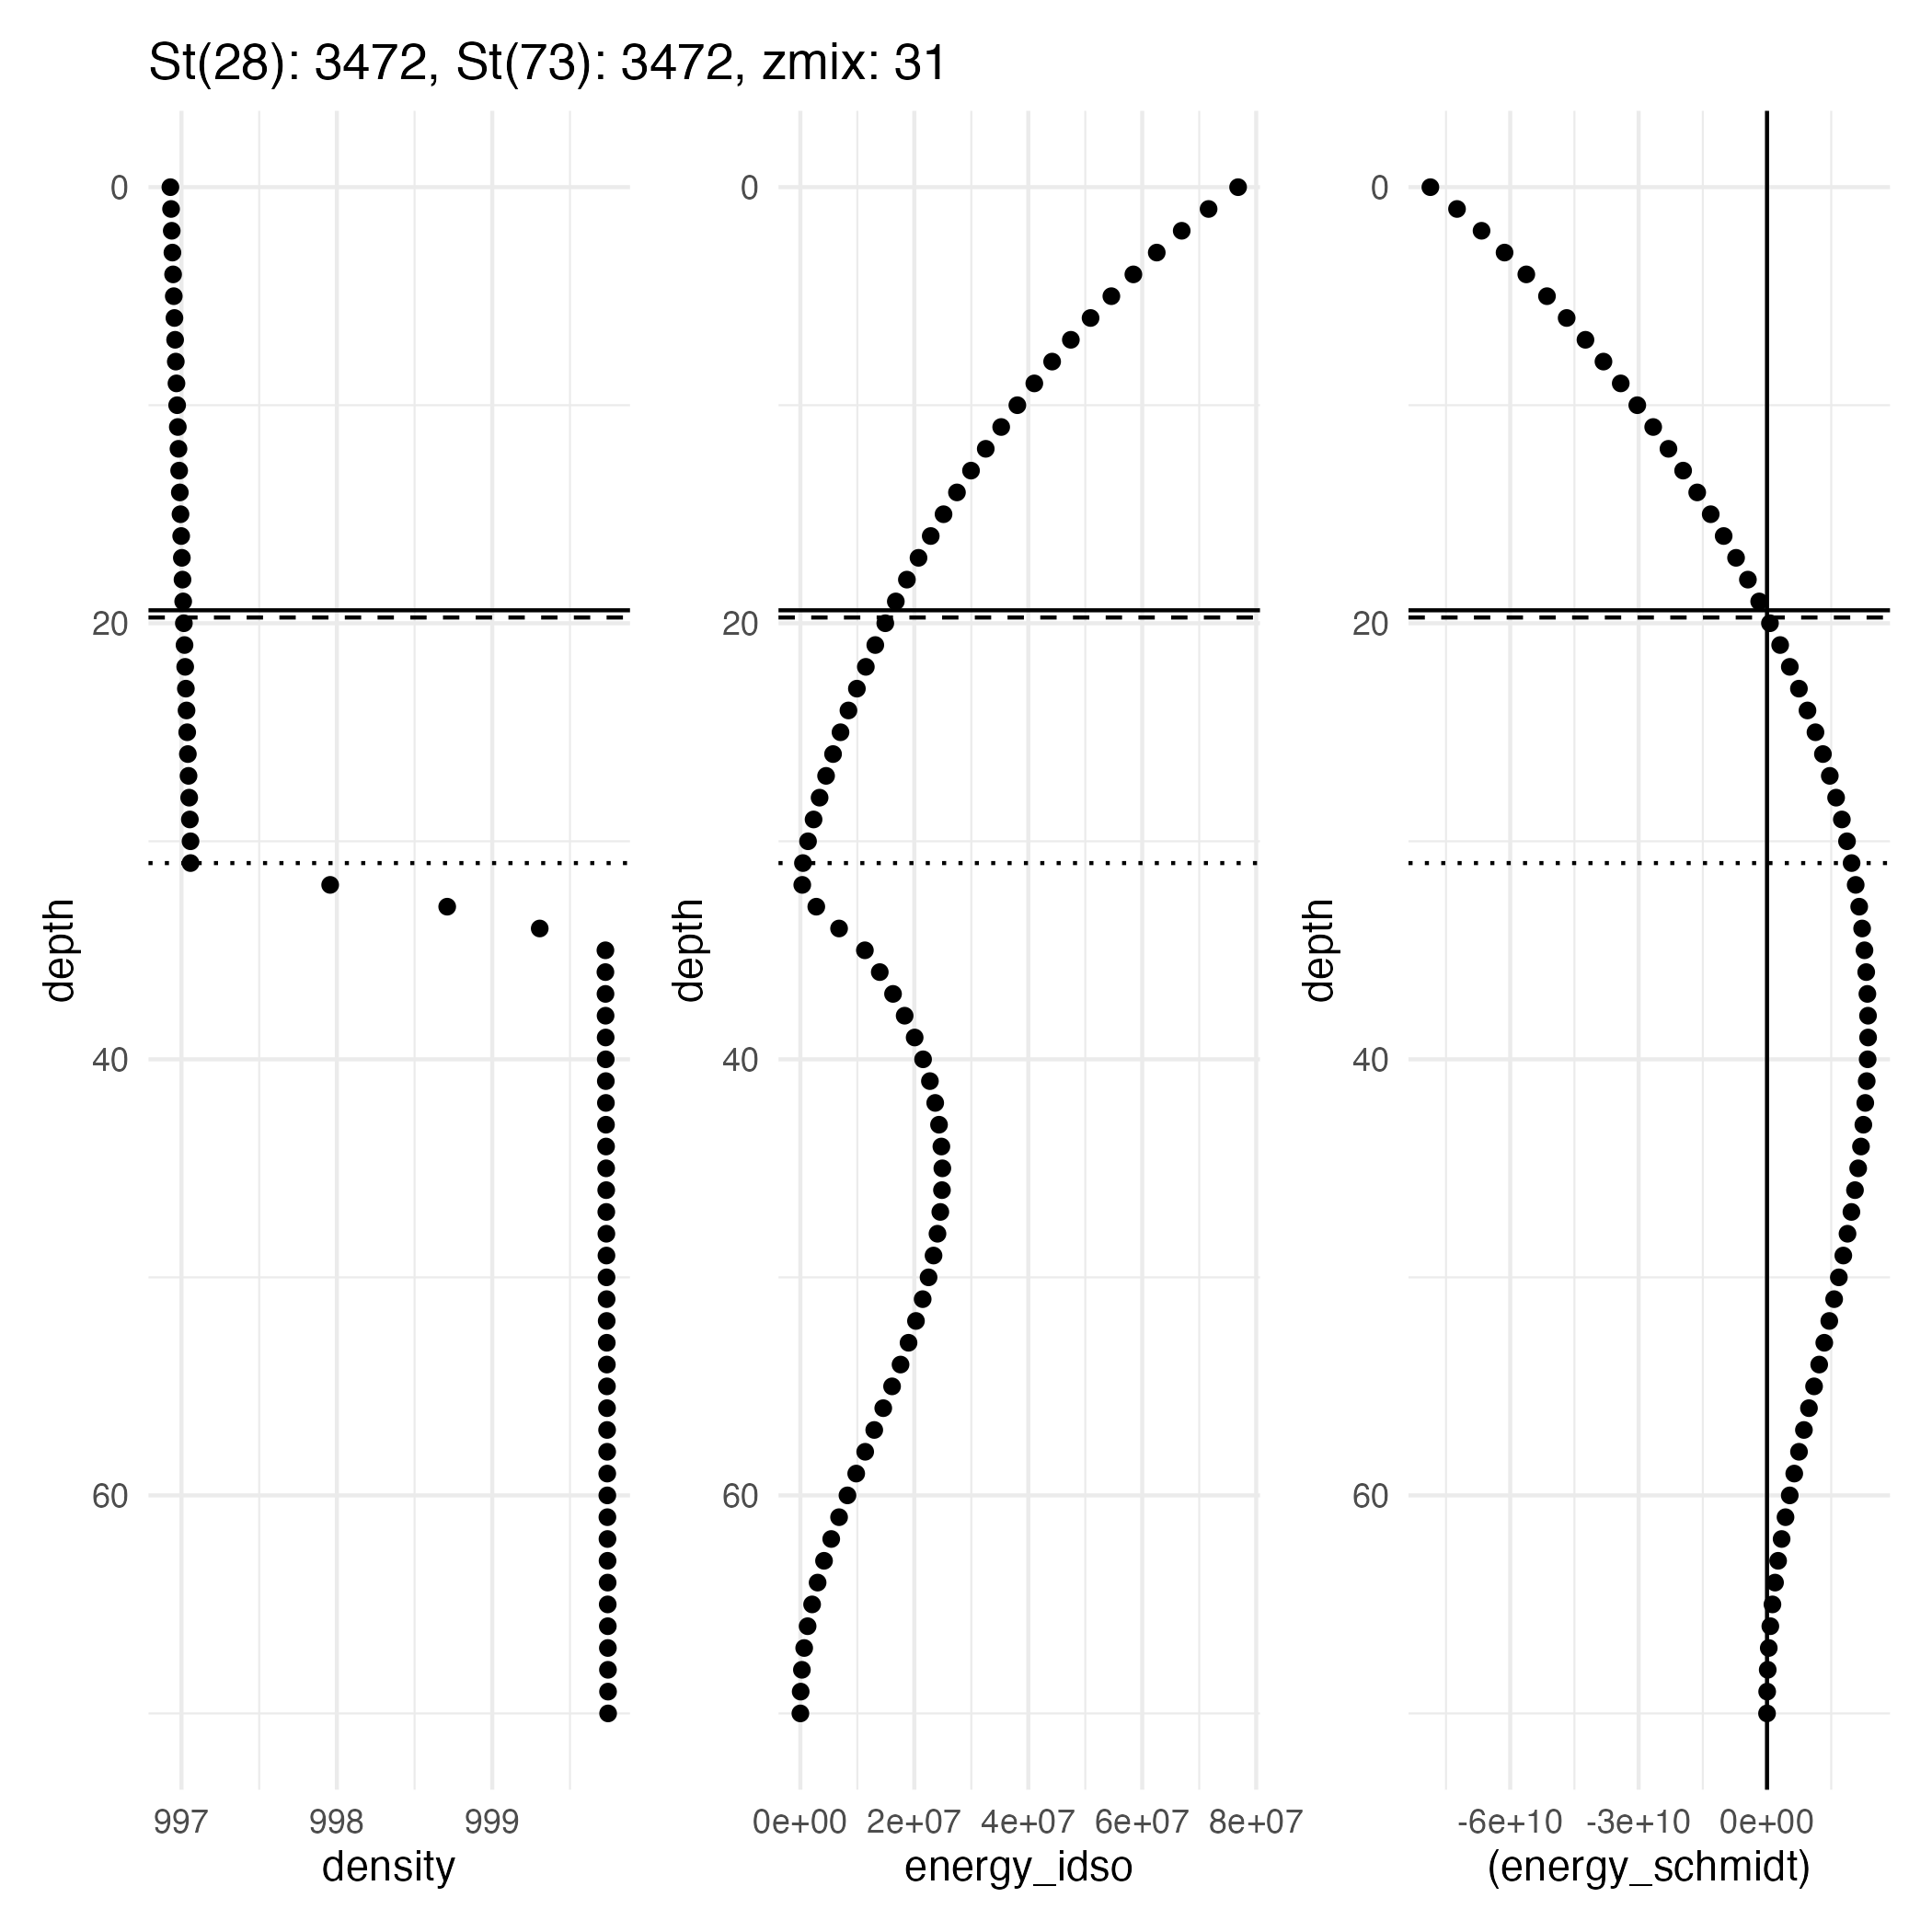 St(28): 3472, St(73): 3472, zmix: 31
depth
0
20
40
60
997 998 999
density
depth
0
20
40
60
0e+00 2e+07 4e+07 6e+07 8e+07
energy_idso
depth
0
20
40
60
-6e+10 -3e+10 0e+00
(energy_schmidt)